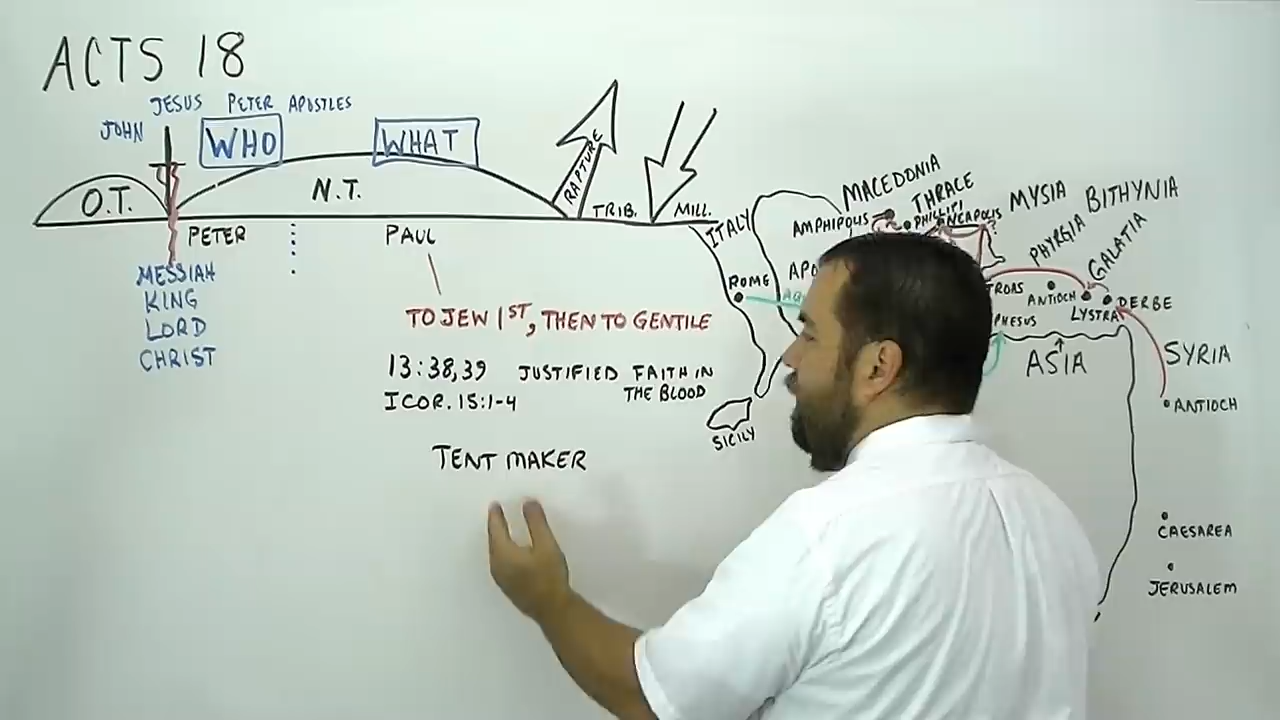 ACTS 18
JESUS PETER APOSTLES
JOHN
WHO
WHAT
O.T.
N.T.
RAPTURE
TRIB.
MILL.
PETER
PAUL
MESSIAH
KING
LORD
CHRIST
TO JEW 1ST, THEN TO GENTILE
13:38,39 JUSTIFIED FAITH IN
THE BLOOD
I COR. 15:1-4
TENT MAKER
ITALY
ROME
SICILY
MACEDONIA
THRACE
AMPHIPOLIS
PHILLIPI
MYSIA
BITHYNIA
PHYRGIA
GALATIA
ANTIOCH
LYSTRA
DERBE
ASIA
SYRIA
ANTIOCH
CAESAREA
JERUSALEM